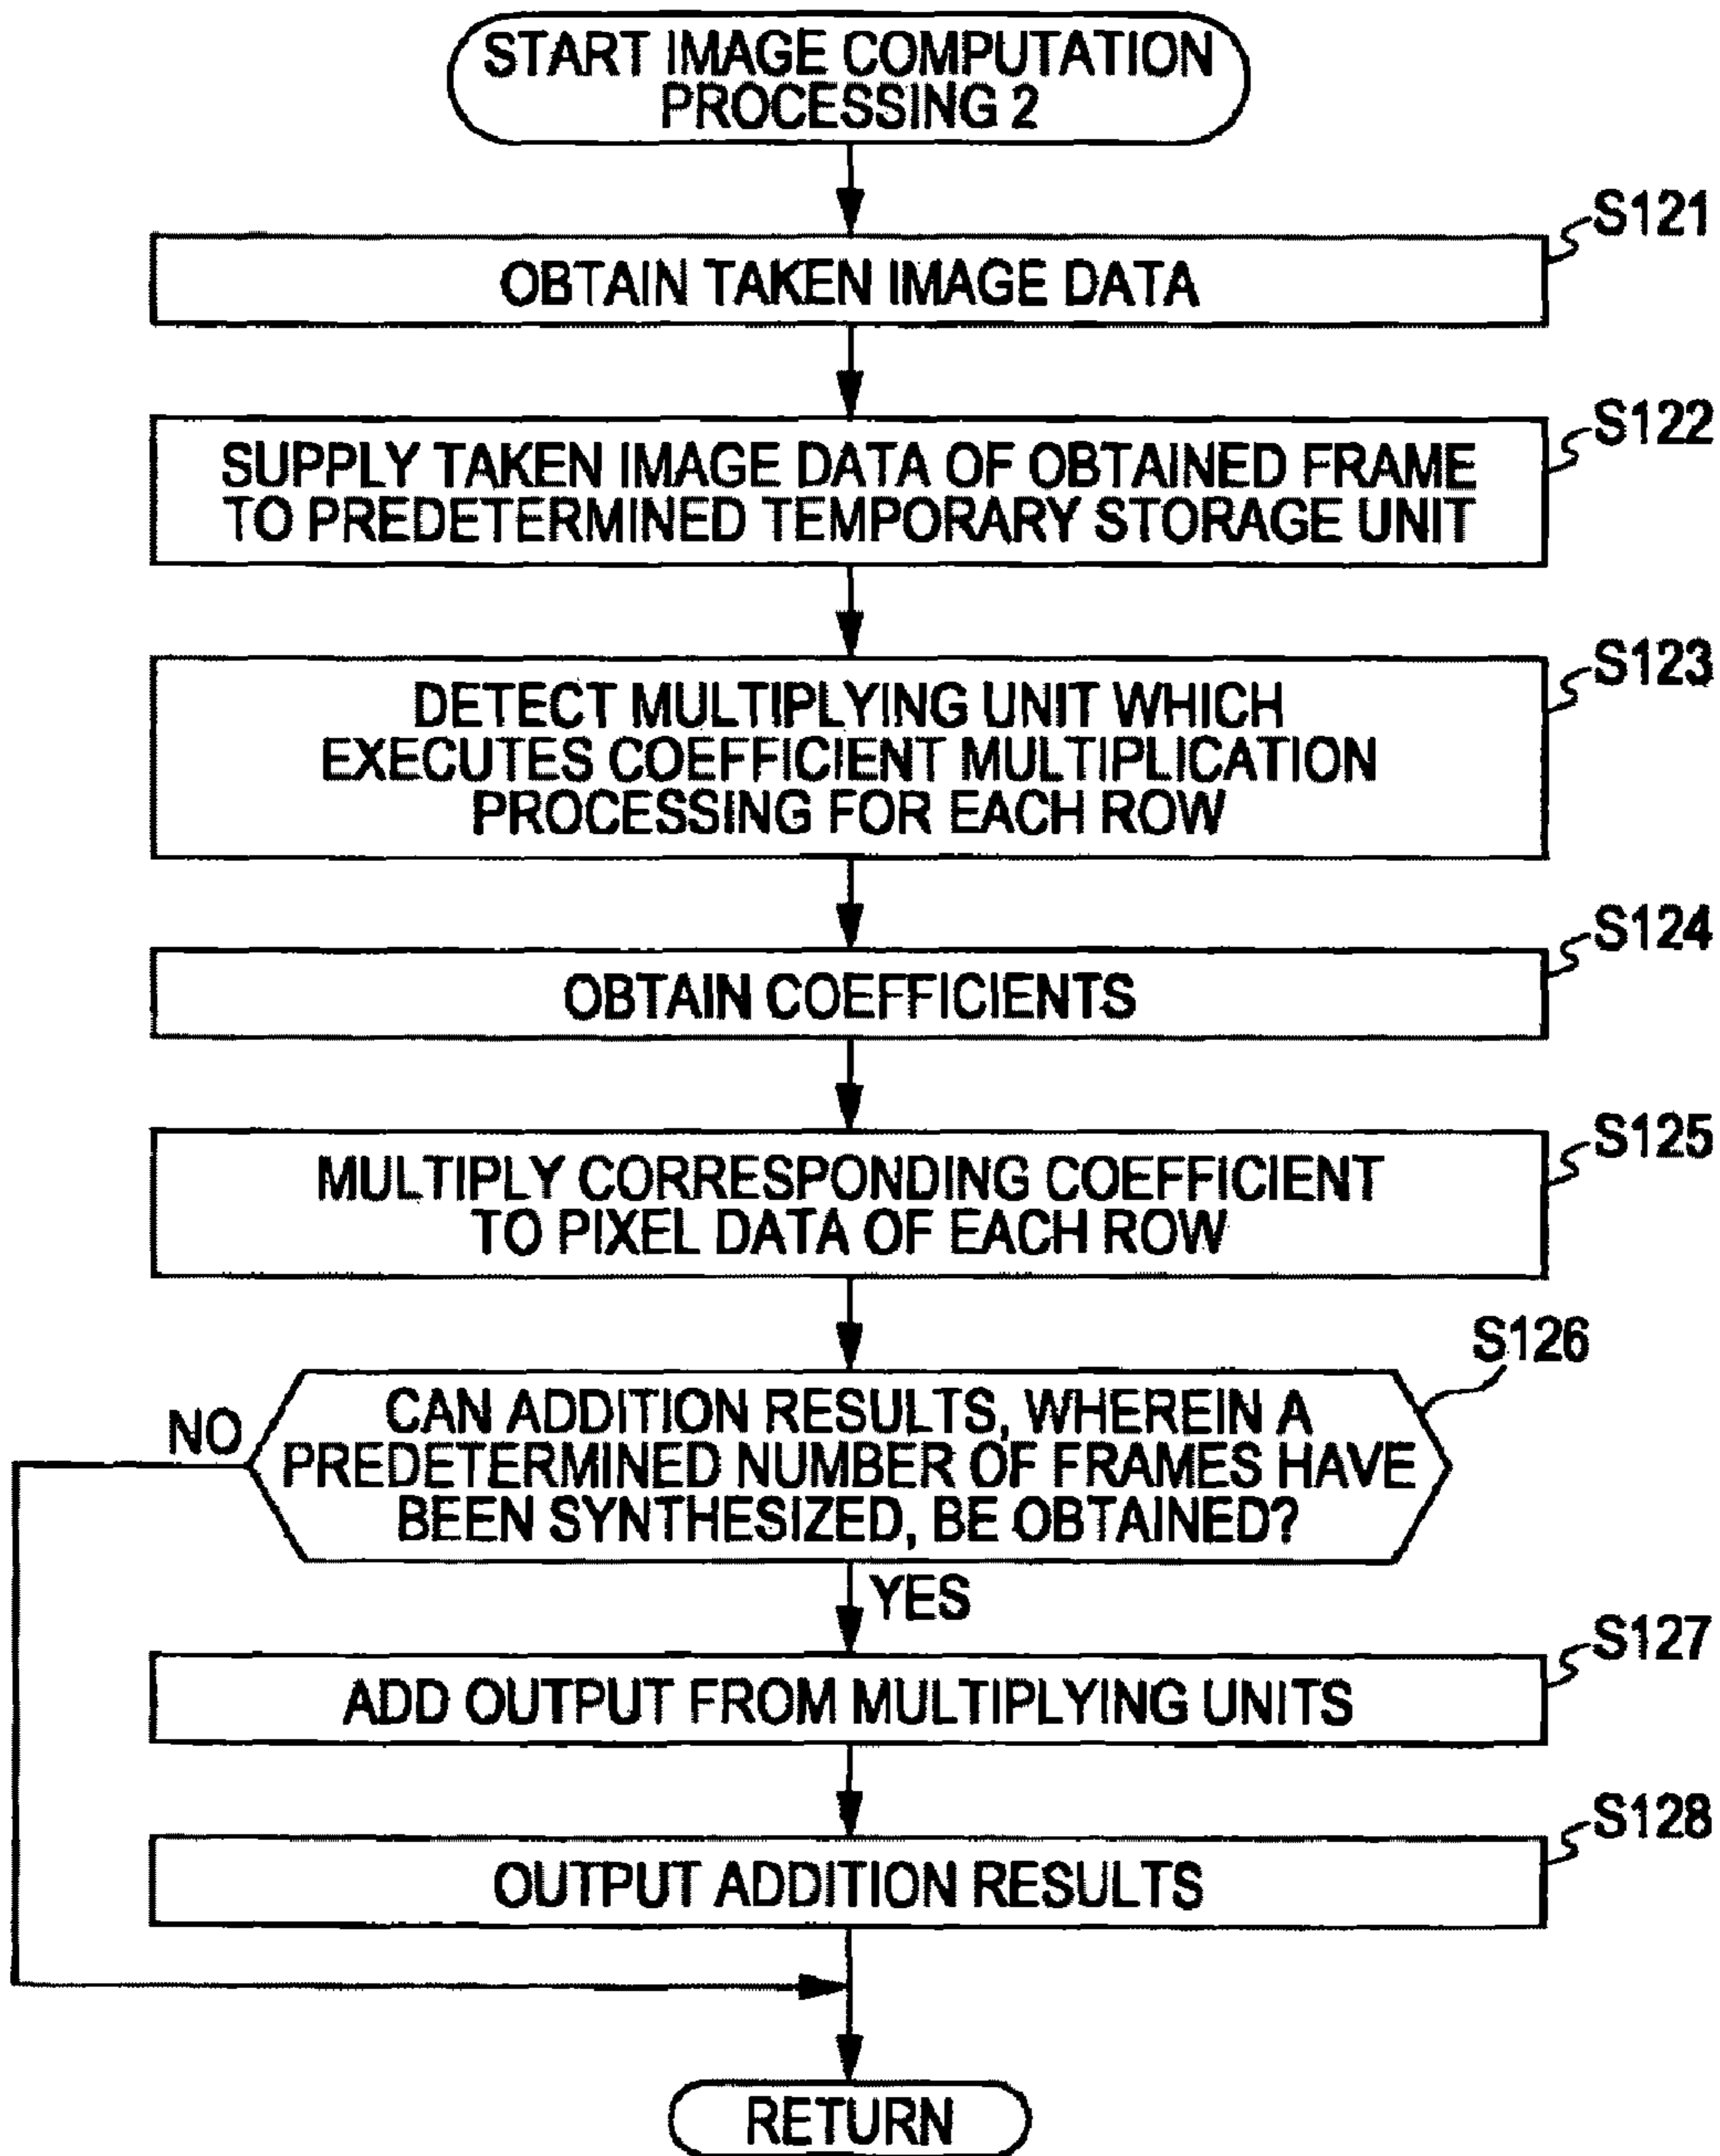 START IMAGE COMPUTATION
PROCESSING 2
S121
OBTAIN TAKEN IMAGE DATA
S122
SUPPLY TAKEN IMAGE DATA OF OBTAINED FRAME
TO PREDETERMINED TEMPORARY STORAGE UNIT
S123
DETECT MULTIPLYING UNIT WHICH
EXECUTES COEFFICIENT MULTIPLICATION
PROCESSING FOR EACH ROW
S124
OBTAIN COEFFICIENTS
S125
MULTIPLY CORRESPONDING COEFFICIENT
TO PIXEL DATA OF EACH ROW
S126
CAN ADDITION RESULTS, WHEREIN A
PREDETERMINED NUMBER OF FRAMES HAVE
BEEN SYNTHESIZED, BE OBTAINED?
NO
YES
S127
ADD OUTPUT FROM MULTIPLYING UNITS
S128
OUTPUT ADDITION RESULTS
RETURN